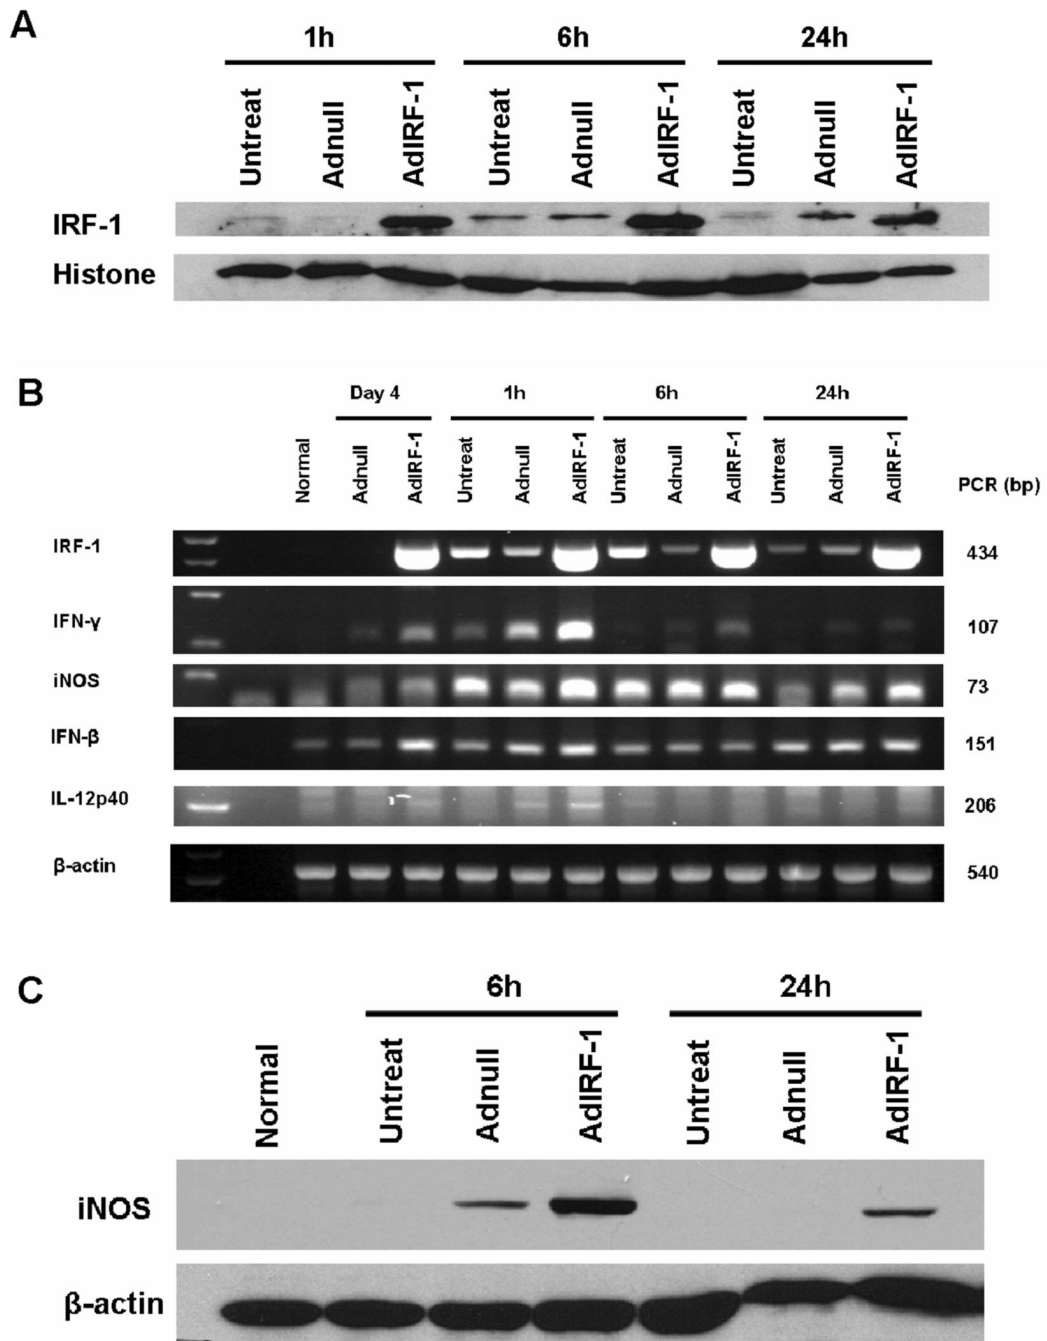 A
1h 6h 24h
Untreat Adnull AdIRF-1 Untreat Adnull AdIRF-1 Untreat Adnull AdIRF-1
IRF-1
Histone
B
Day 4 1h 6h 24h
Normal Adnull AdIRF-1 Untreat Adnull AdIRF-1 Untreat Adnull AdIRF-1 Untreat Adnull AdIRF-1
PCR (bp)
IRF-1 434
IFN-γ 107
iNOS 73
IFN-β 151
IL-12p40 206
β-actin 540
C
6h 24h
Normal Untreat Adnull AdIRF-1 Untreat Adnull AdIRF-1
iNOS
β-actin